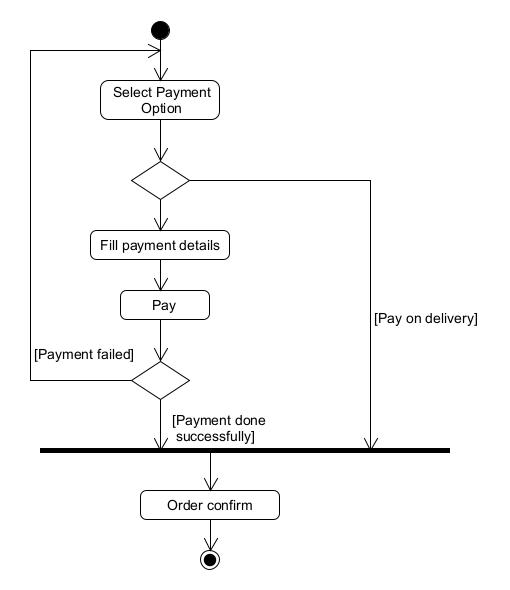 Select Payment
Option
Fill payment details
Pay
[Pay on delivery]
[Payment failed]
[Payment done
successfully]
Order confirm